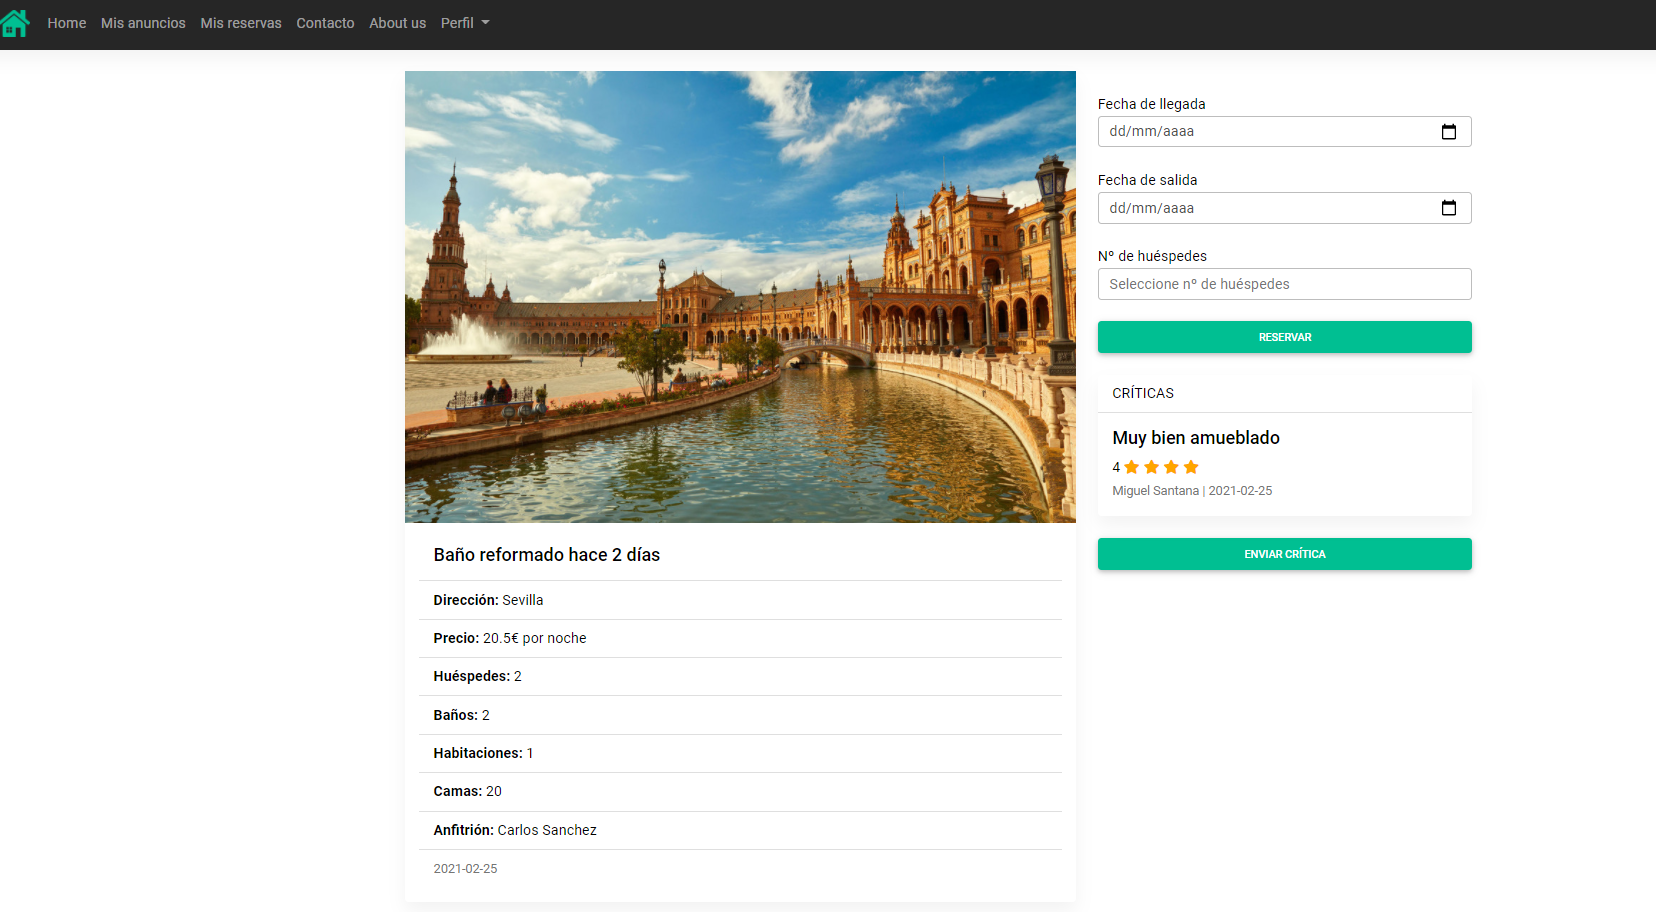 Home Mis anuncios Mis reservas Contacto About us Perfil
Baño reformado hace 2 días
Dirección: Sevilla
Precio: 20.5€ por noche
Huéspedes: 2
Baños: 2
Habitaciones: 1
Camas: 20
Anfitrión: Carlos Sanchez
2021-02-25
Fecha de llegada
dd/mm/aaaa
Fecha de salida
dd/mm/aaaa
Nº de huéspedes
Seleccione nº de huéspedes
RESERVAR
CRÍTICAS
Muy bien amueblado
4
Miguel Santana | 2021-02-25
ENVIAR CRÍTICA